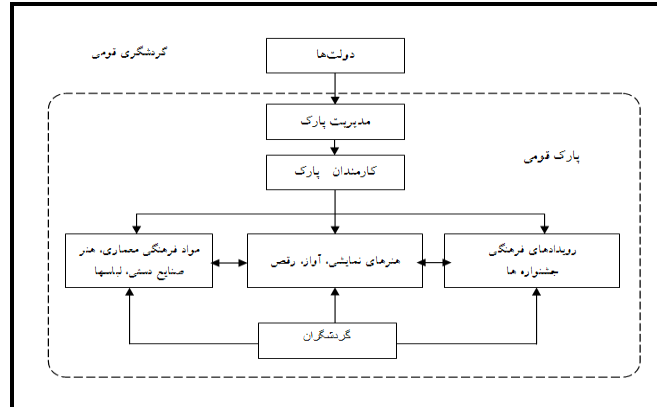 گردشگری قومی
دولت‌ها
مدیریت پارک
پارک قومی
کارمندان پارک
رویدادهای فرهنگی
جشنواره ها
هنرهای نمایشی، آواز، رقص
مواد فرهنگی معماری، هنر
صنایع دستی، لباسها
گردشگران